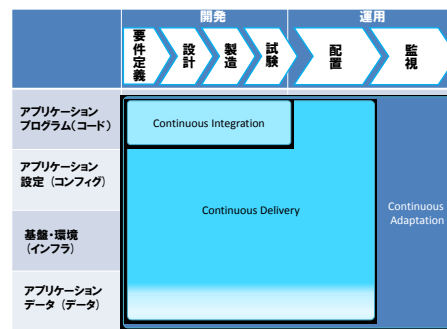 開発
運用
要件定義
設計
製造
試験
配置
監視
アプリケーション
プログラム(コード)
Continuous Integration
アプリケーション
設定 (コンフィグ)
Continuous Delivery
Continuous
Adaptation
基盤・環境
(インフラ)
アプリケーション
データ (データ)